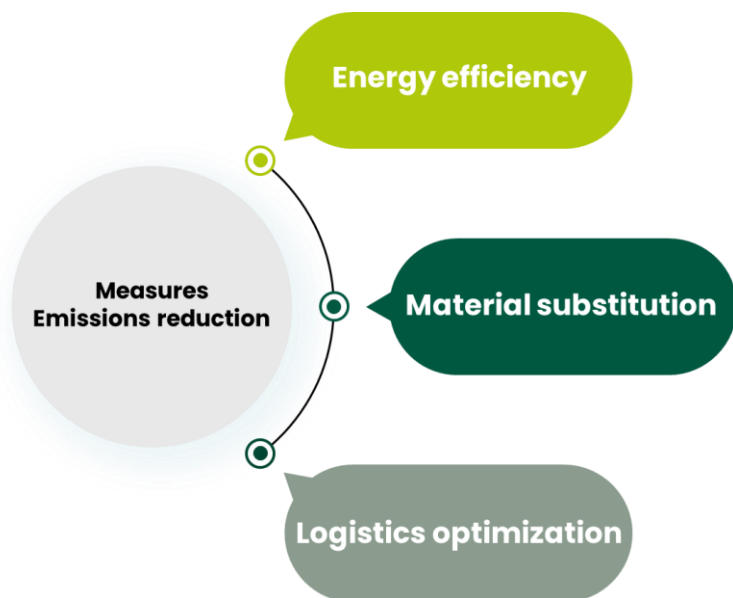 Energy efficiency
Measures
Emissions reduction
Material substitution
Logistics optimization